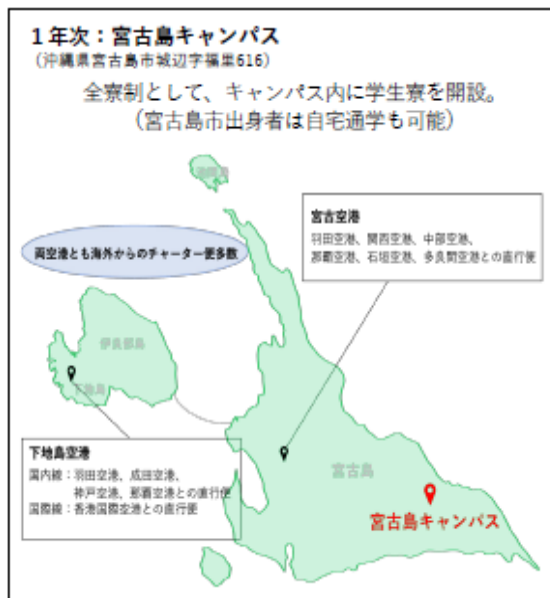 1年次：宮古島キャンパス
（沖縄県宮古島市城辺字福里616）
全寮制として、キャンパス内に学生寮を開設。
（宮古島市出身者は自宅通学も可能）
宮古空港
羽田空港、関西空港、中部空港、
那覇空港、石垣空港、多良間空港との直行便
両空港とも海外からのチャーター便多数
伊良部島
下地島
下地島空港
国内線：羽田空港、成田空港、
神戸空港、那覇空港との直行便
国際線：香港国際空港との直行便
宮古島
宮古島キャンパス